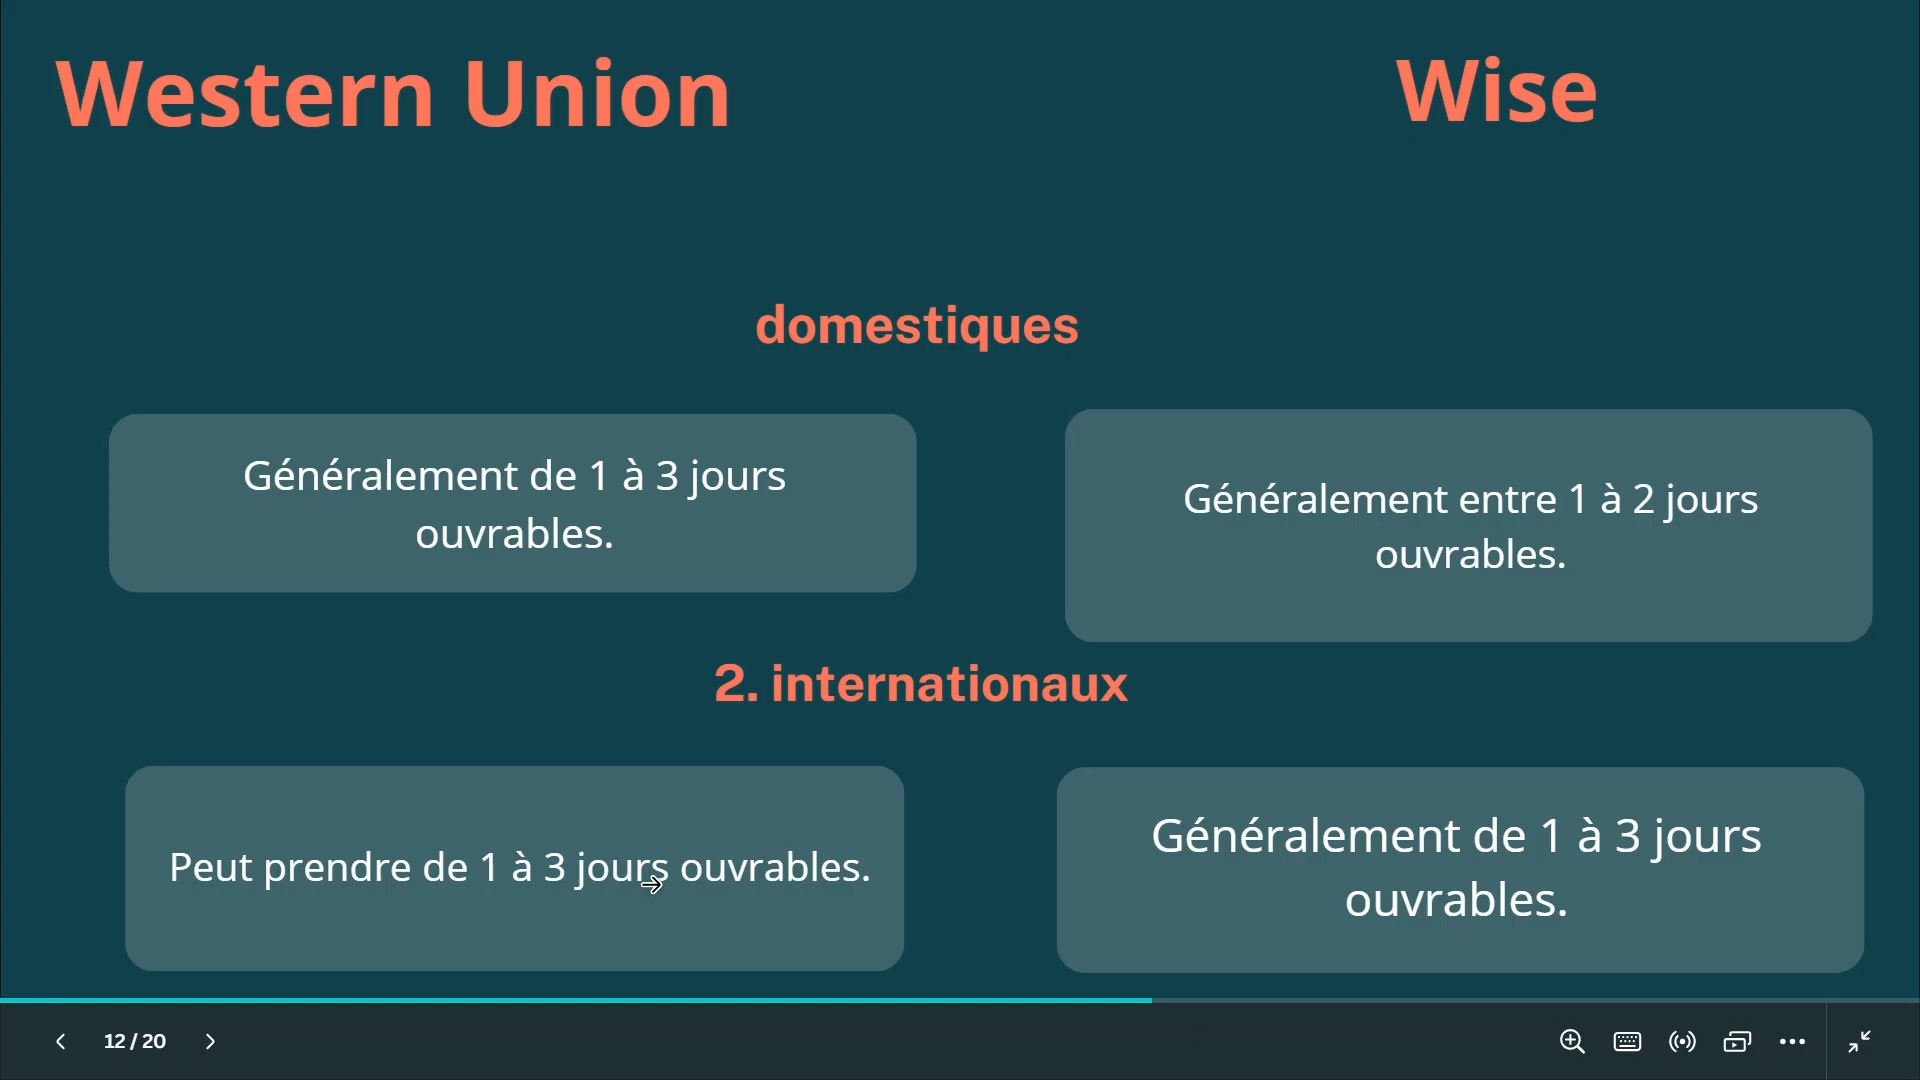 Western Union
Wise
domestiques
Généralement de 1 à 3 jours
ouvrables.
Généralement entre 1 à 2 jours
ouvrables.
2. internationaux
Peut prendre de 1 à 3 jours ouvrables.
Généralement de 1 à 3 jours
ouvrables.
12 / 20